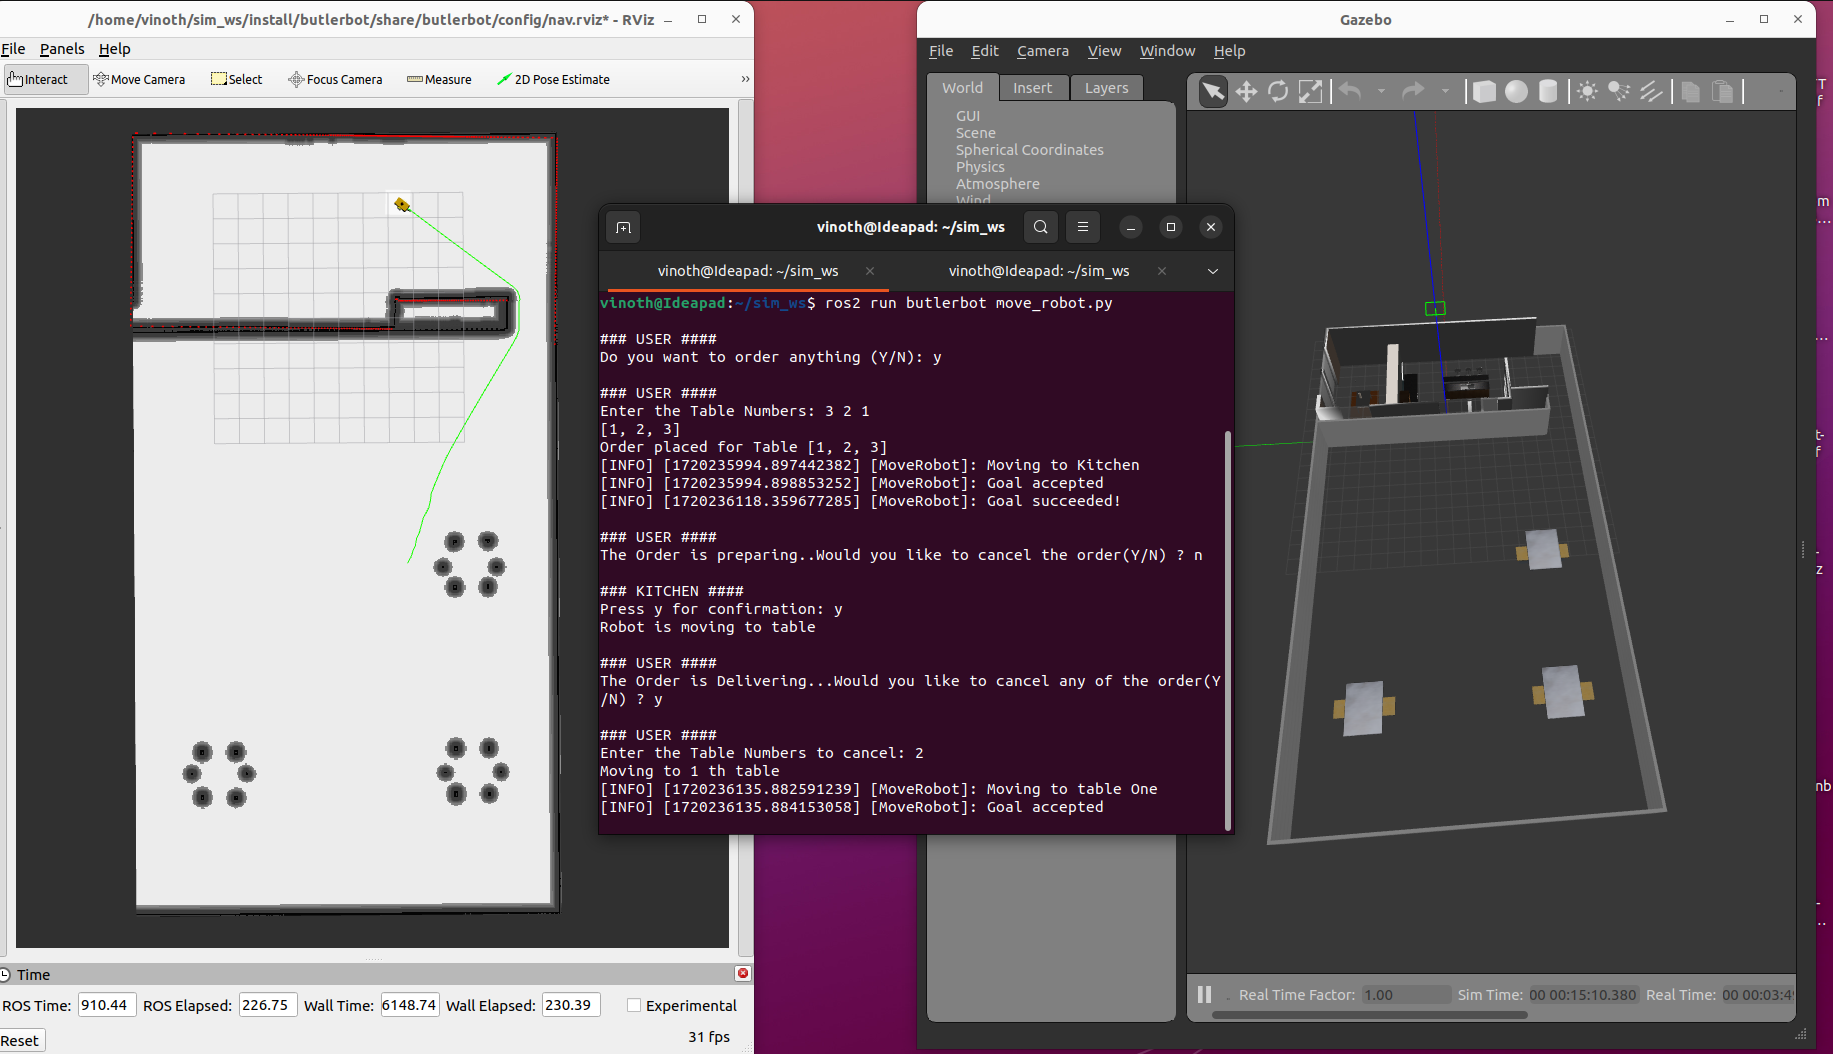 /home/vinoth/sim_ws/install/butlerbot/share/butlerbot/config/nav.rviz* - RViz
File Panels Help
Interact Move Camera Select Focus Camera Measure 2D Pose Estimate »
Time
ROS Time: 910.44 ROS Elapsed: 226.75 Wall Time: 6148.74 Wall Elapsed: 230.39 Experimental
Reset
31 fps
vinoth@Ideapad: ~/sim_ws
vinoth@Ideapad: ~/sim_ws vinoth@Ideapad: ~/sim_ws
vinoth@Ideapad:~/sim_ws$ ros2 run butlerbot move_robot.py
### USER ####
Do you want to order anything (Y/N): y
### USER ####
Enter the Table Numbers: 3 2 1
[1, 2, 3]
Order placed for Table [1, 2, 3]
[INFO] [1720235994.897442382] [MoveRobot]: Moving to Kitchen
[INFO] [1720235994.898853252] [MoveRobot]: Goal accepted
[INFO] [1720236118.359677285] [MoveRobot]: Goal succeeded!
### USER ####
The Order is preparing..Would you like to cancel the order(Y/N) ? n
### KITCHEN ####
Press y for confirmation: y
Robot is moving to table
### USER ####
The Order is Delivering...Would you like to cancel any of the order(Y
/N) ? y
### USER ####
Enter the Table Numbers to cancel: 2
Moving to 1 th table
[INFO] [1720236135.882591239] [MoveRobot]: Moving to table One
[INFO] [1720236135.884153058] [MoveRobot]: Goal accepted
Gazebo
File Edit Camera View Window Help
World Insert Layers
GUI
Scene
Spherical Coordinates
Physics
Atmosphere
Wind
Real Time Factor: 1.00 Sim Time: 00 00:15:10.380 Real Time: 00 00:03:4